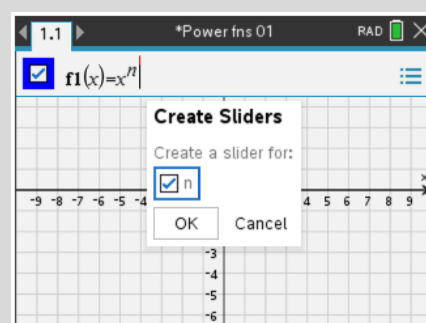 1.1 *Power fns 01 RAD
f1(x)=xⁿ
Create Sliders
Create a slider for:
n
OK Cancel
x
-9 -8 -7 -6 -5 -4 4 5 6 7 8 9
-3
-4
-5
-6